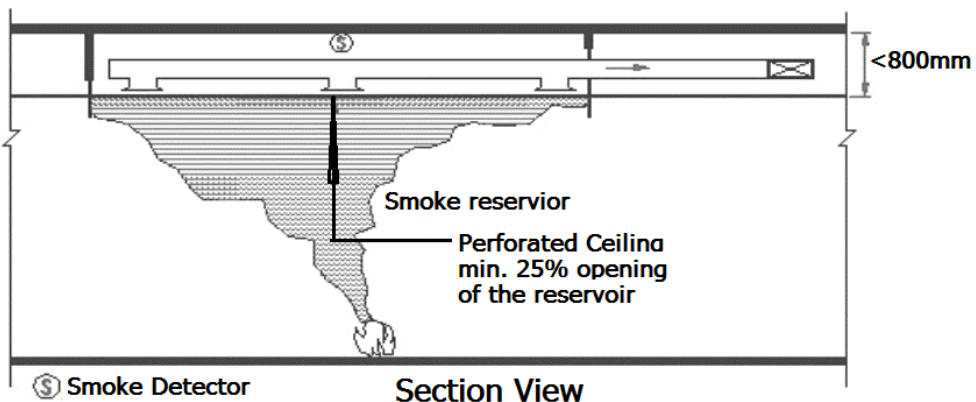 S
<800mm
Smoke reservior
Perforated Ceiling
min. 25% opening
of the reservoir
S Smoke Detector
Section View